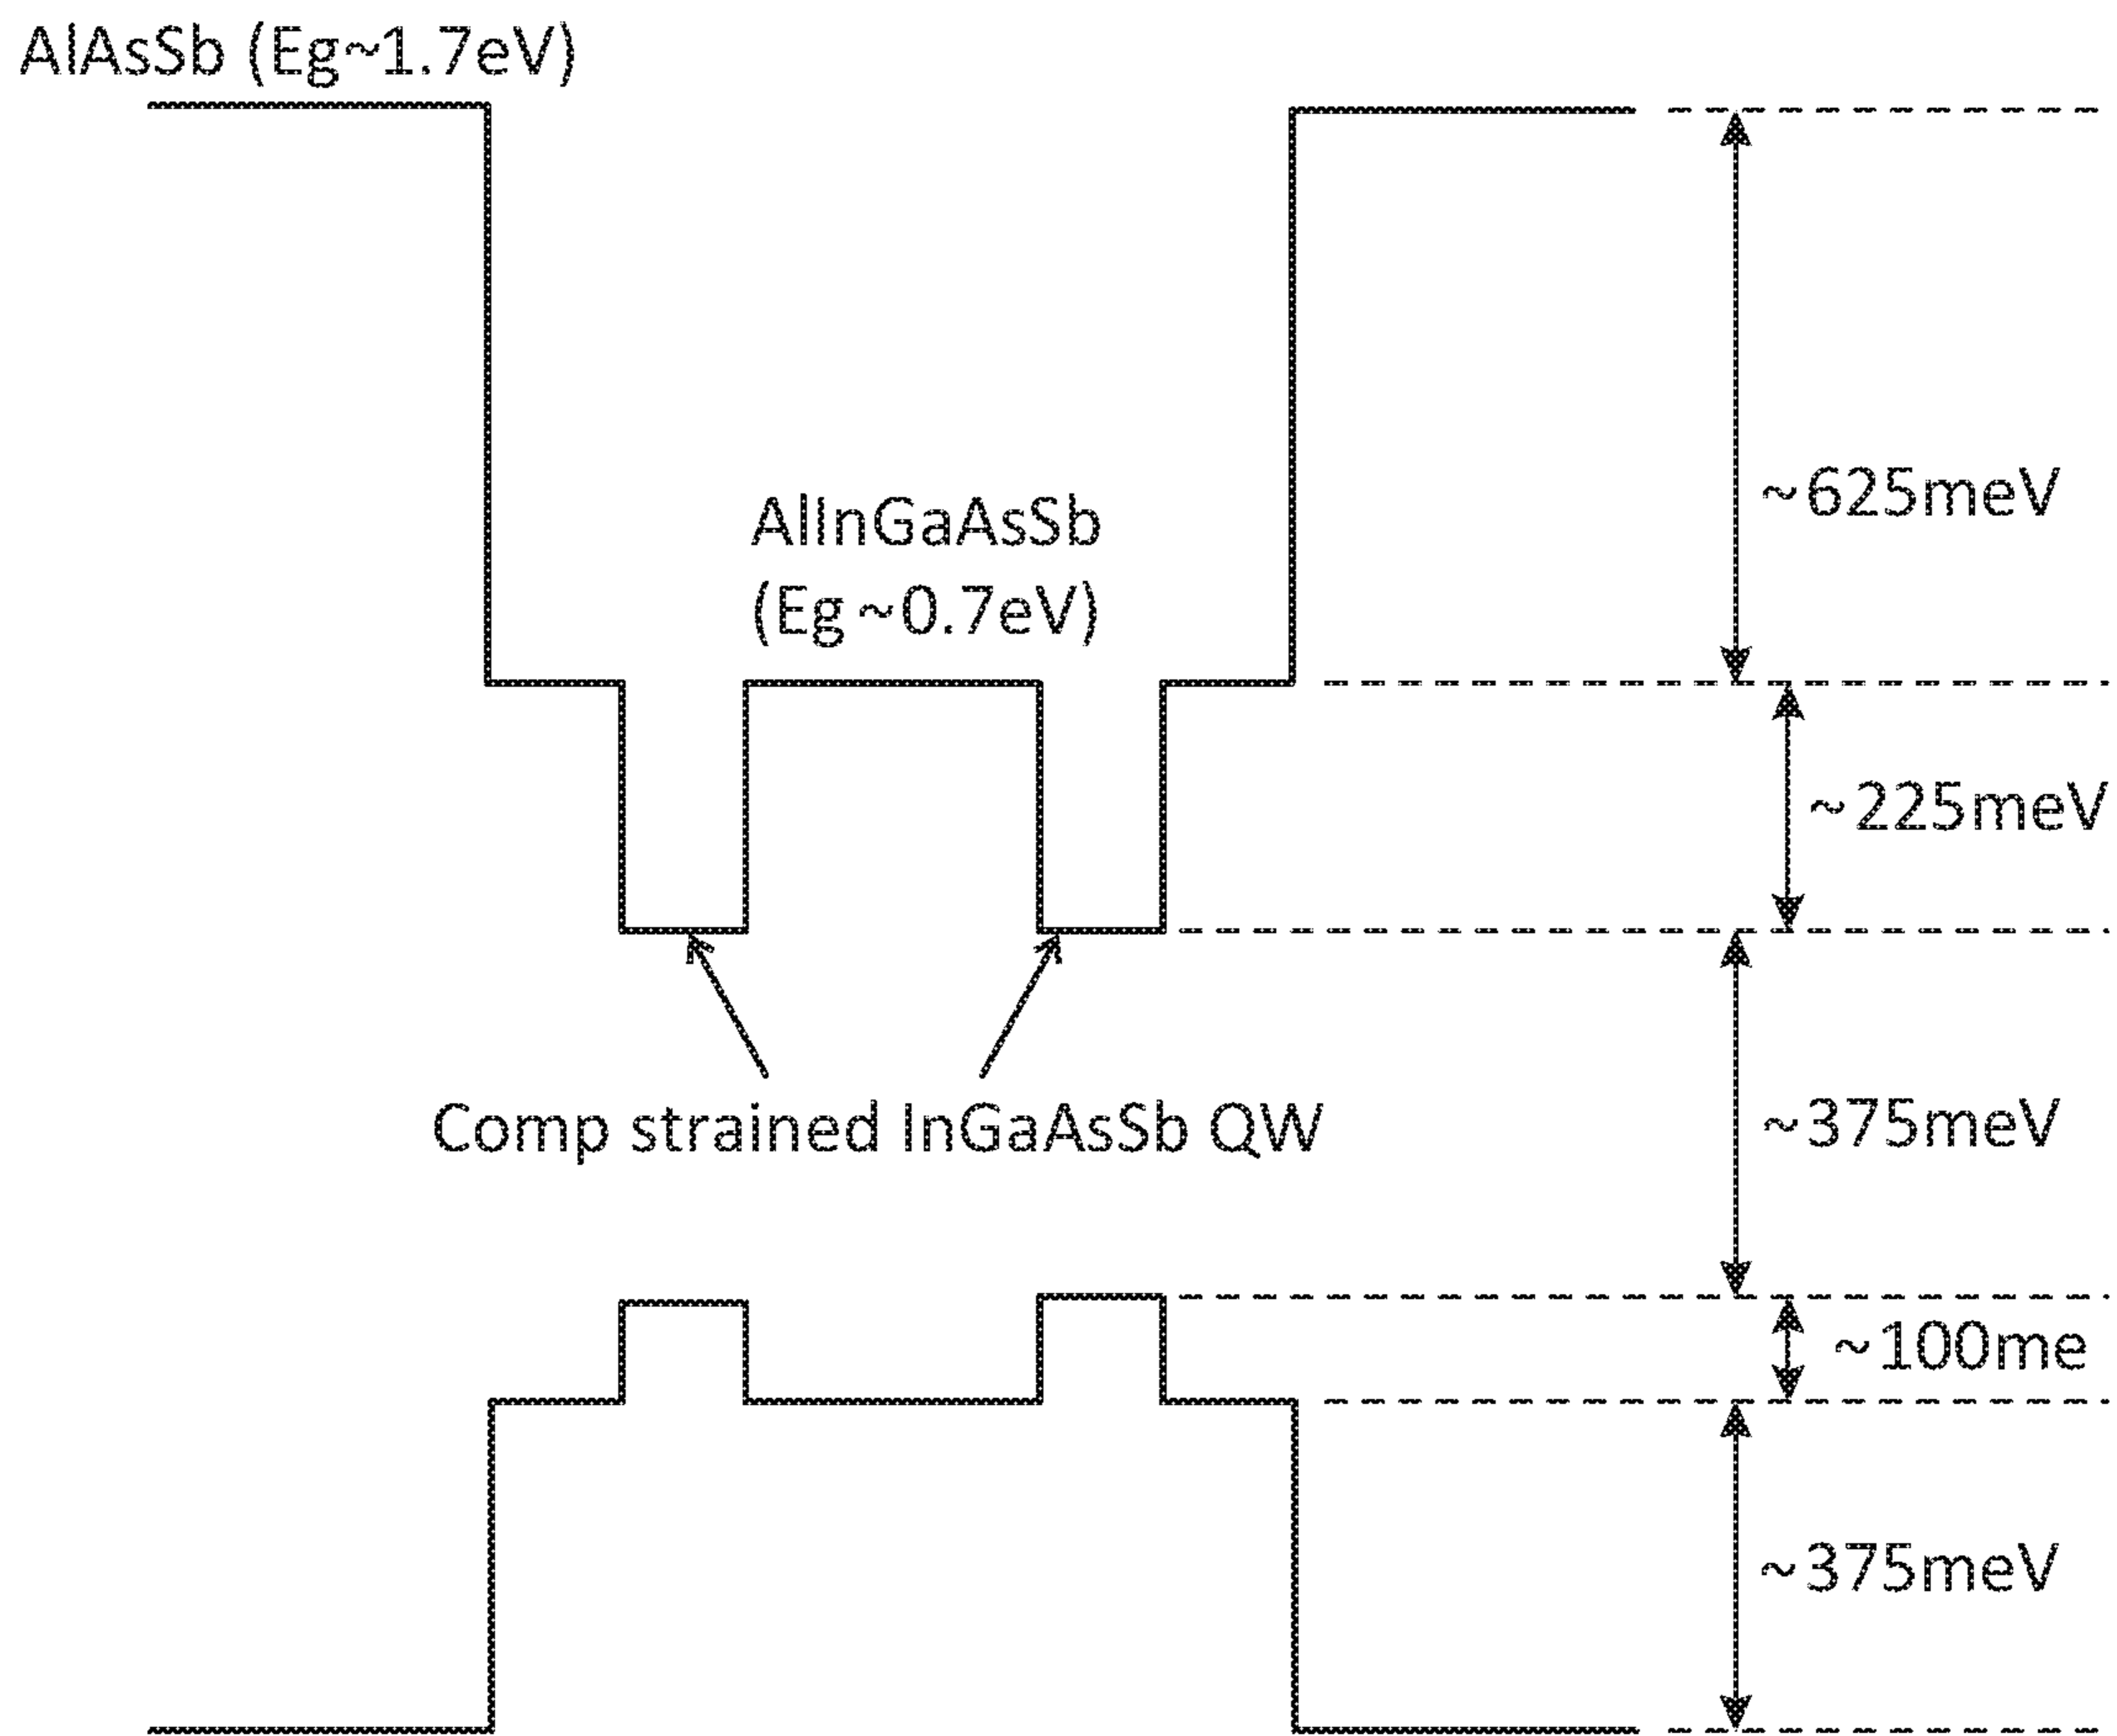 AlAsSb (Eg~1.7eV)
AlInGaAsSb
(Eg~0.7eV)
~625meV
~225meV
Comp strained InGaAsSb QW
~375meV
~100me
~375meV